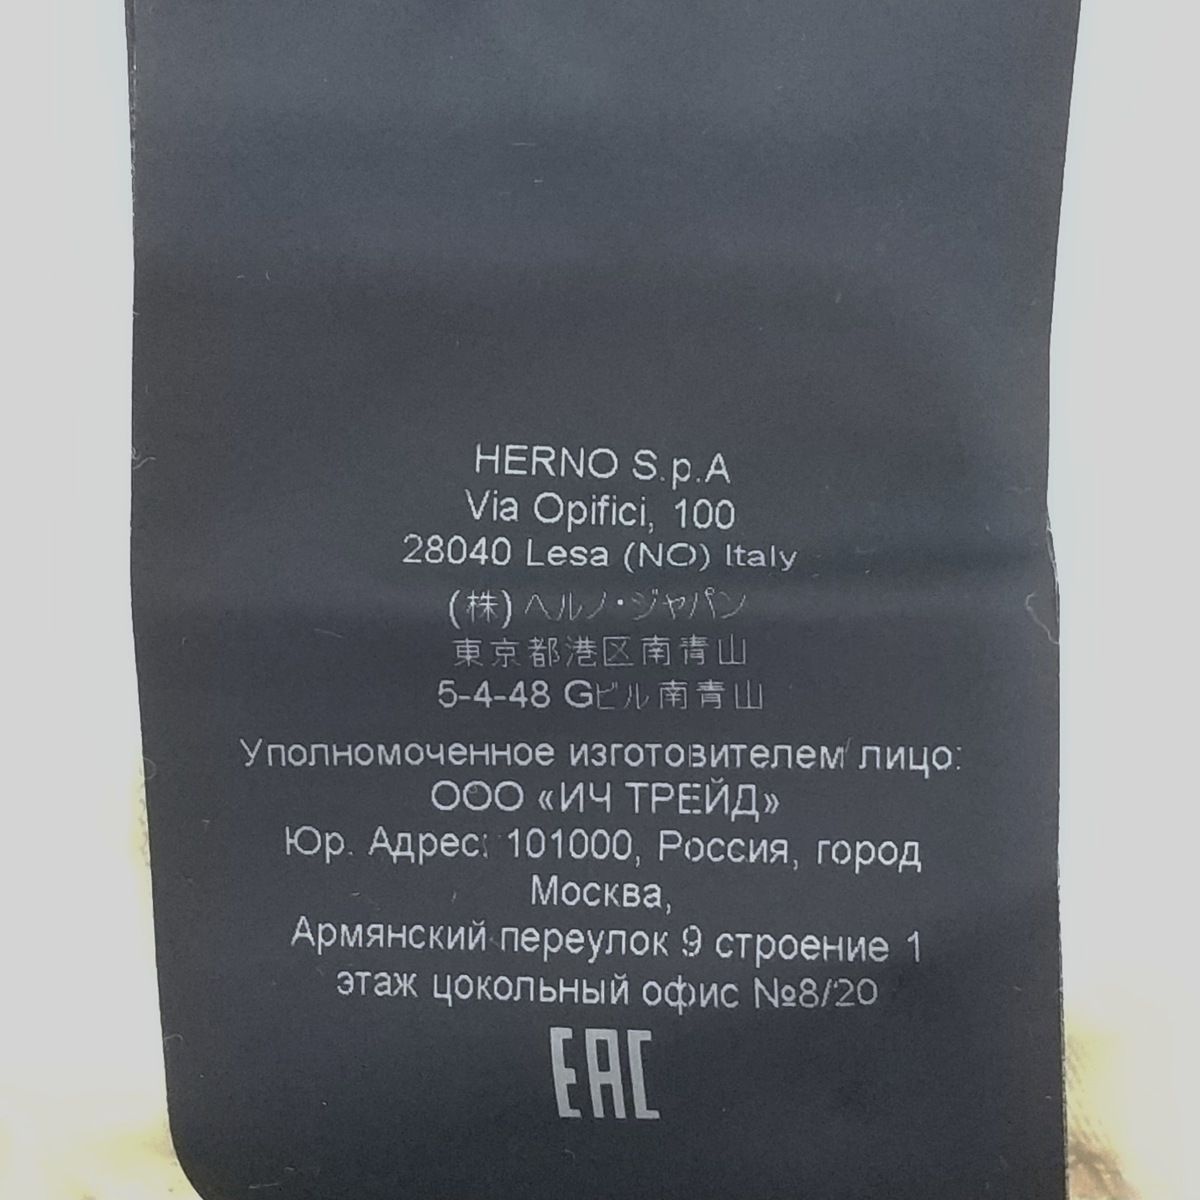 HERNO S.p.A
Via Opifici, 100
28040 Lesa (NO) Italy
(株)ヘルノ・ジャパン
東京都港区南青山
5-4-48 Gビル南青山
Уполномоченное изготовителем лицо:
ООО «ИЧ ТРЕЙД»
Юр. Адрес: 101000, Россия, город
Москва,
Армянский переулок 9 строение 1
этаж цокольный офис №8/20
EAC